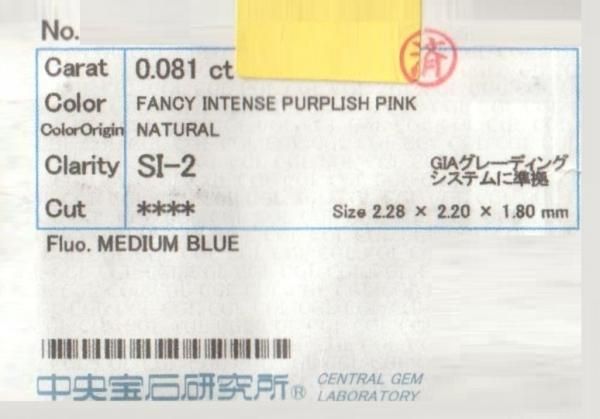 No.
Carat 0.081 ct
済
Color FANCY INTENSE PURPLISH PINK
ColorOrigin NATURAL
Clarity SI-2
GIAグレーディング
システムに準拠
Cut ****
Size 2.28 × 2.20 × 1.80 mm
Fluo. MEDIUM BLUE
中央宝石研究所®
CENTRAL GEM
LABORATORY